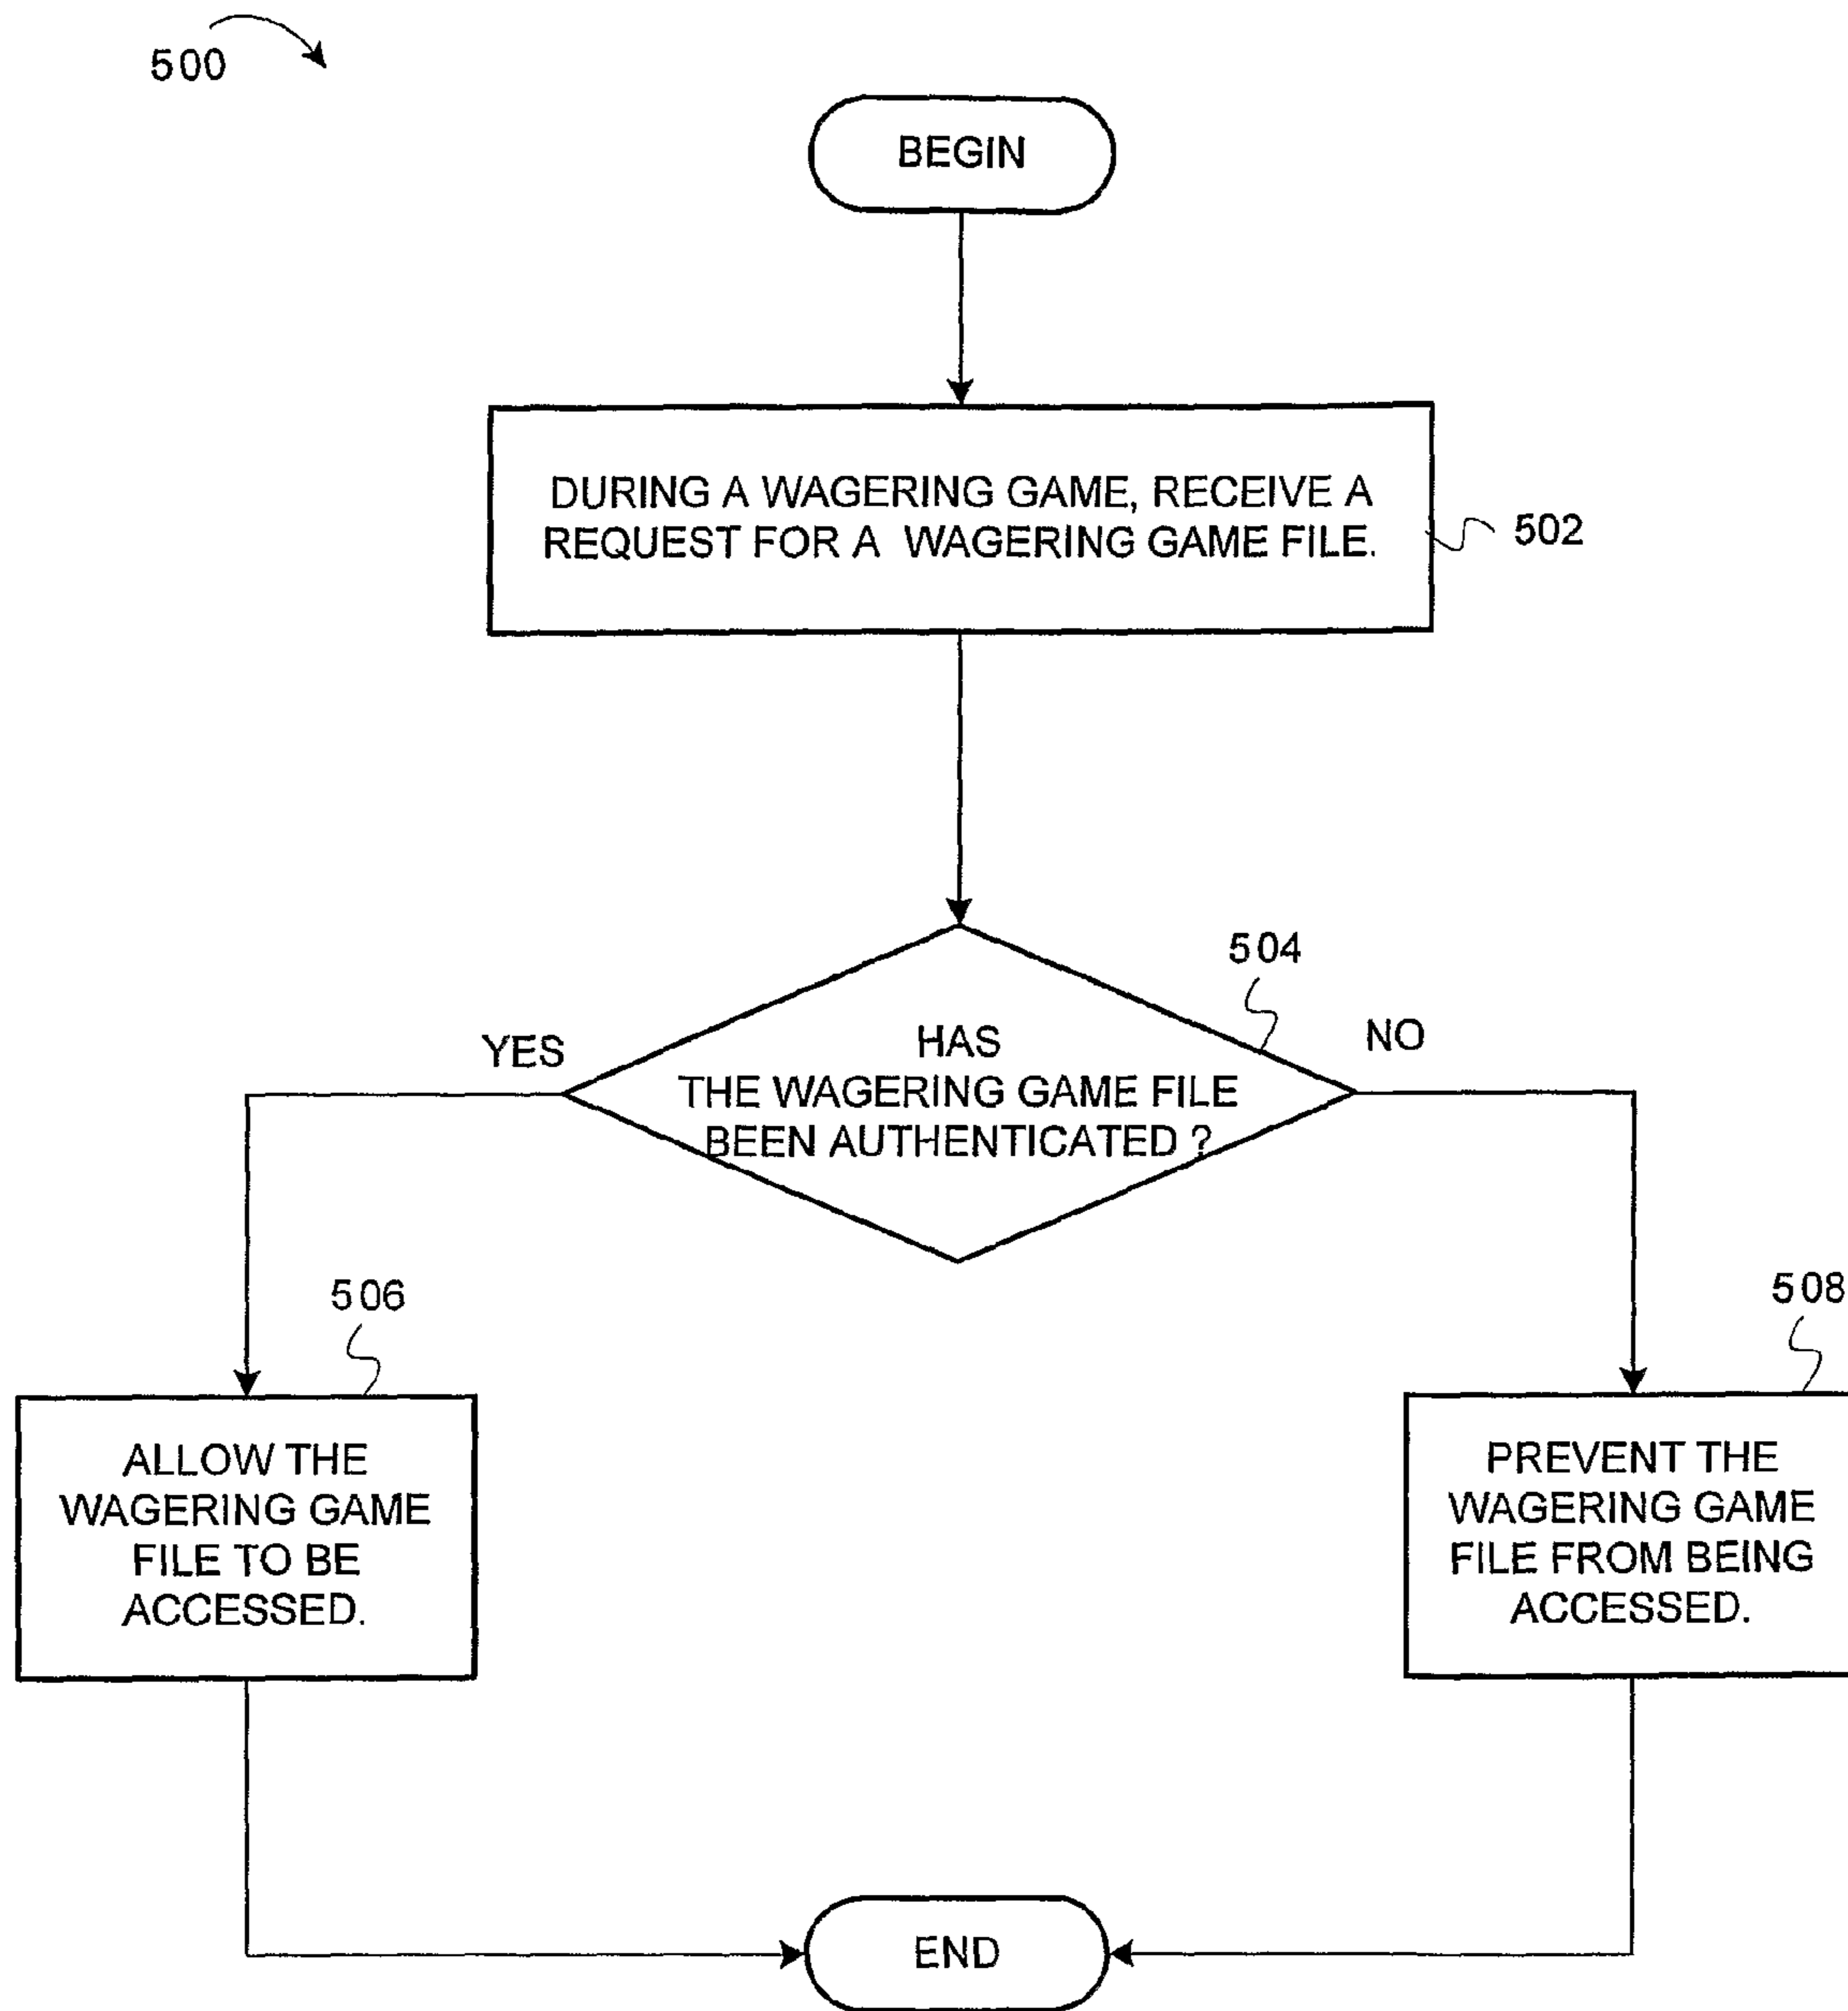 500
BEGIN
DURING A WAGERING GAME, RECEIVE A
REQUEST FOR A WAGERING GAME FILE.
502
504
YES
NO
HAS
THE WAGERING GAME FILE
BEEN AUTHENTICATED ?
506
508
ALLOW THE
WAGERING GAME
FILE TO BE
ACCESSED.
PREVENT THE
WAGERING GAME
FILE FROM BEING
ACCESSED.
END